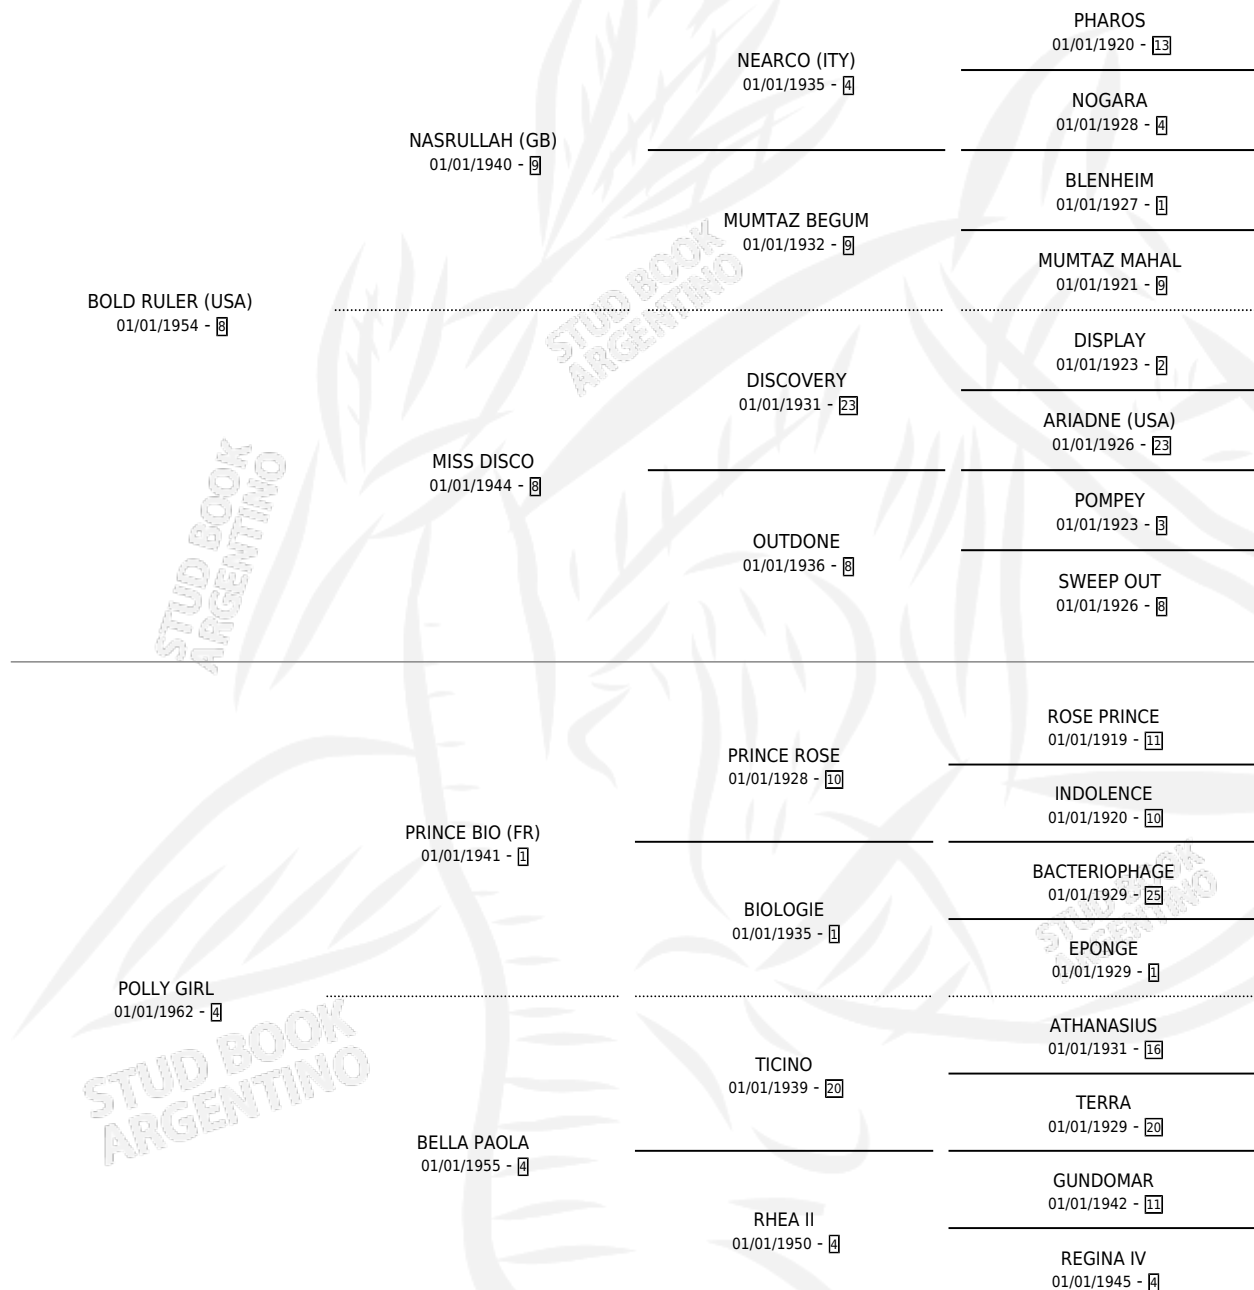 PHAROS
01/01/1920 - 13
NEARCO (ITY)
01/01/1935 - 4
NOGARA
01/01/1928 - 4
NASRULLAH (GB)
01/01/1940 - 9
BLENHEIM
01/01/1927 - 1
MUMTAZ BEGUM
01/01/1932 - 9
MUMTAZ MAHAL
01/01/1921 - 9
BOLD RULER (USA)
01/01/1954 - 8
STUD BOOK
ARGENTINO
DISPLAY
01/01/1923 - 2
DISCOVERY
01/01/1931 - 23
ARIADNE (USA)
01/01/1926 - 23
MISS DISCO
01/01/1944 - 8
POMPEY
01/01/1923 - 3
OUTDONE
01/01/1936 - 8
SWEEP OUT
01/01/1926 - 8
STUD BOOK
ARGENTINO
ROSE PRINCE
01/01/1919 - 11
PRINCE ROSE
01/01/1928 - 10
INDOLENCE
01/01/1920 - 10
PRINCE BIO (FR)
01/01/1941 - 1
BACTERIOPHAGE
01/01/1929 - 25
BIOLOGIE
01/01/1935 - 1
STUD BOOK
ARGENTINO
EPONGE
01/01/1929 - 1
POLLY GIRL
01/01/1962 - 4
STUD BOOK
ARGENTINO
ATHANASIUS
01/01/1931 - 16
TICINO
01/01/1939 - 20
TERRA
01/01/1929 - 20
BELLA PAOLA
01/01/1955 - 4
GUNDOMAR
01/01/1942 - 11
RHEA II
01/01/1950 - 4
REGINA IV
01/01/1945 - 4